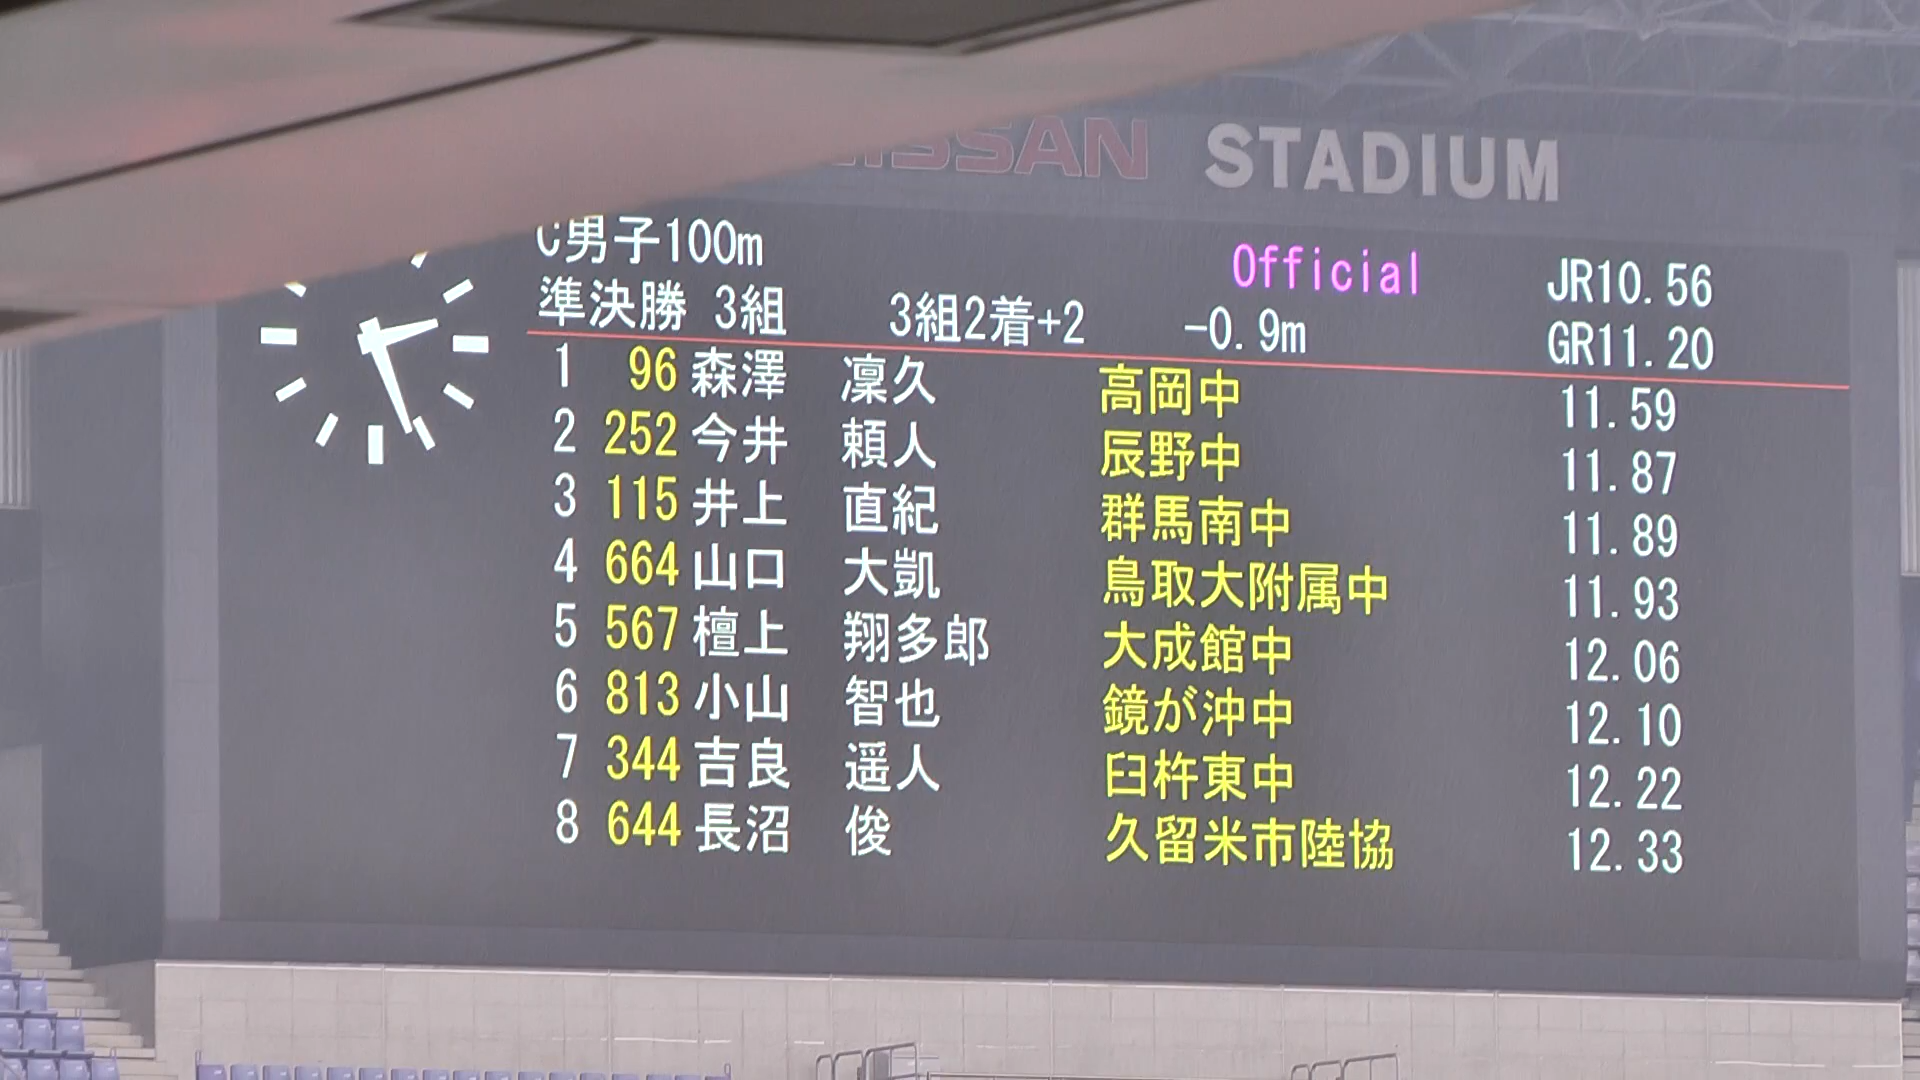 NISSAN STADIUM
C男子100m Official JR10.56
準決勝 3組 3組2着+2 -0.9m GR11.20
1 96 森澤 凜久 高岡中 11.59
2 252 今井 頼人 辰野中 11.87
3 115 井上 直紀 群馬南中 11.89
4 664 山口 大凱 鳥取大附属中 11.93
5 567 檀上 翔多郎 大成館中 12.06
6 813 小山 智也 鏡が沖中 12.10
7 344 吉良 遥人 臼杵東中 12.22
8 644 長沼 俊 久留米市陸協 12.33